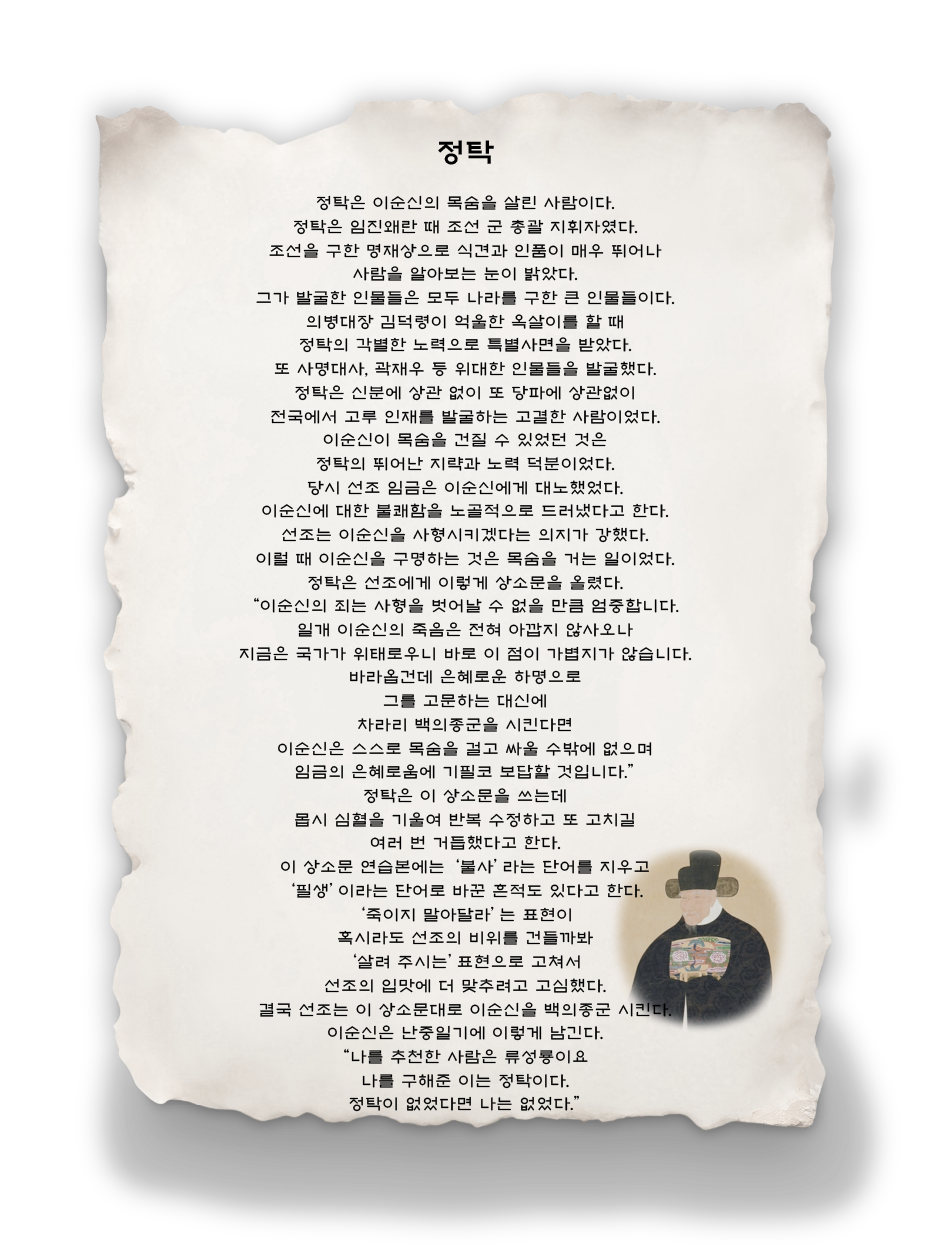 정탁
정탁은 이순신의 목숨을 살린 사람이다.
정탁은 임진왜란 때 조선 군 총괄 지휘자였다.
조선을 구한 명재상으로 식견과 인품이 매우 뛰어나
사람을 알아보는 눈이 밝았다.
그가 발굴한 인물들은 모두 나라를 구한 큰 인물들이다.
의병대장 김덕령이 억울한 옥살이를 할 때
정탁의 각별한 노력으로 특별사면을 받았다.
또 사명대사, 곽재우 등 위대한 인물들을 발굴했다.
정탁은 신분에 상관 없이 또 당파에 상관없이
전국에서 고루 인재를 발굴하는 고결한 사람이었다.
이순신이 목숨을 건질 수 있었던 것은
정탁의 뛰어난 지략과 노력 덕분이었다.
당시 선조 임금은 이순신에게 대노했었다.
이순신에 대한 불쾌함을 노골적으로 드러냈다고 한다.
선조는 이순신을 사형시키겠다는 의지가 강했다.
이럴 때 이순신을 구명하는 것은 목숨을 거는 일이었다.
정탁은 선조에게 이렇게 상소문을 올렸다.
“이순신의 죄는 사형을 벗어날 수 없을 만큼 엄중합니다.
일개 이순신의 죽음은 전혀 아깝지 않사오나
지금은 국가가 위태로우니 바로 이 점이 가볍지가 않습니다.
바라옵건데 은혜로운 하명으로
그를 고문하는 대신에
차라리 백의종군을 시킨다면
이순신은 스스로 목숨을 걸고 싸울 수밖에 없으며
임금의 은혜로움에 기필코 보답할 것입니다.”
정탁은 이 상소문을 쓰는데
몹시 심혈을 기울여 반복 수정하고 또 고치길
여러 번 거듭했다고 한다.
이 상소문 연습본에는 ‘불사’ 라는 단어를 지우고
‘필생’ 이라는 단어로 바꾼 흔적도 있다고 한다.
‘죽이지 말아달라’ 는 표현이
혹시라도 선조의 비위를 건들까봐
‘살려 주시는’ 표현으로 고쳐서
선조의 입맛에 더 맞추려고 고심했다.
결국 선조는 이 상소문대로 이순신을 백의종군 시킨다.
이순신은 난중일기에 이렇게 남긴다.
“나를 추천한 사람은 류성룡이요
나를 구해준 이는 정탁이다.
정탁이 없었다면 나는 없었다.”